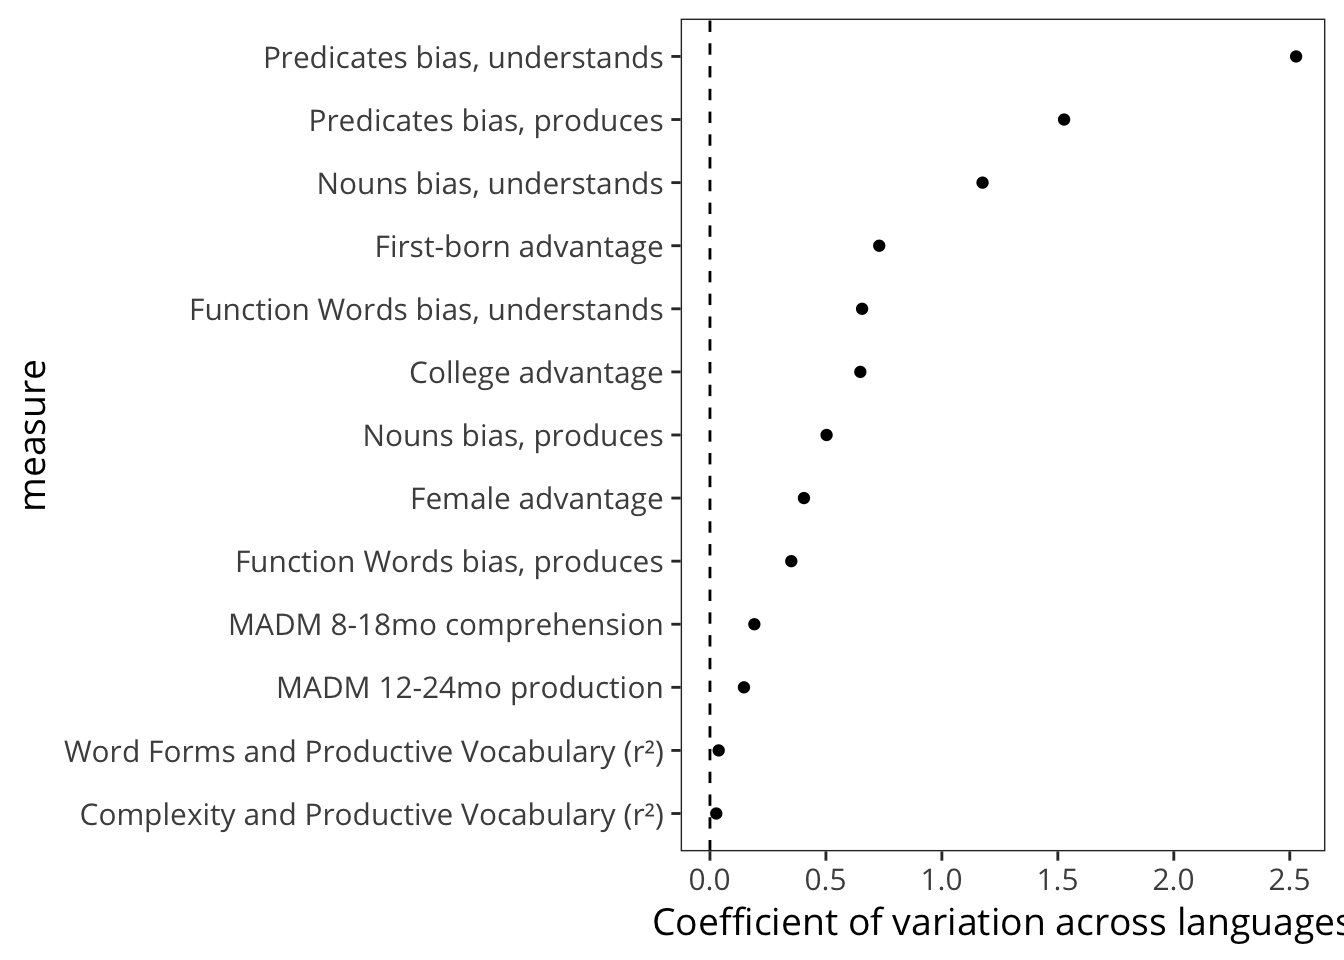 Predicates bias, understands
Predicates bias, produces
Nouns bias, understands
First-born advantage
Function Words bias, understands
College advantage
Nouns bias, produces
Female advantage
Function Words bias, produces
MADM 8-18mo comprehension
MADM 12-24mo production
Word Forms and Productive Vocabulary (r²)
Complexity and Productive Vocabulary (r²)
measure
0.0 0.5 1.0 1.5 2.0 2.5
Coefficient of variation across languages